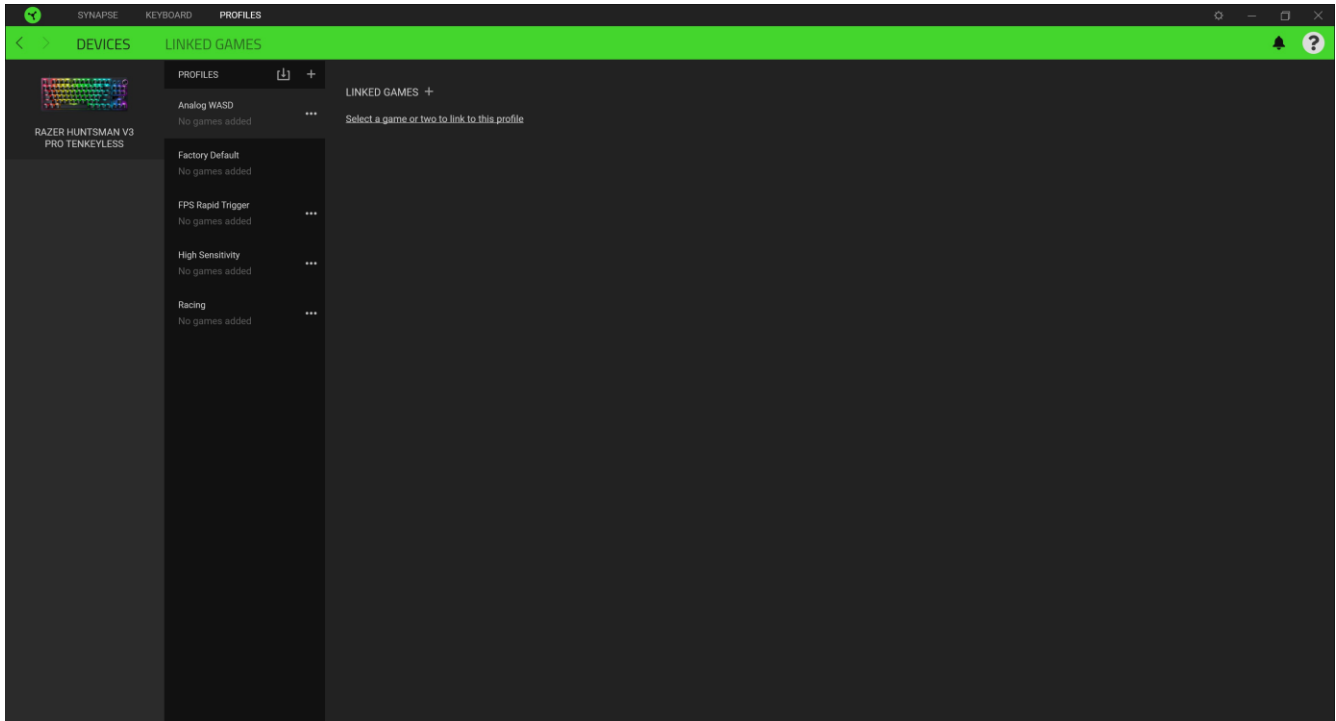 SYNAPSE KEYBOARD PROFILES
DEVICES LINKED GAMES
?
RAZER HUNTSMAN V3
PRO TENKEYLESS
PROFILES
Analog WASD
No games added
Factory Default
No games added
FPS Rapid Trigger
No games added
High Sensitivity
No games added
Racing
No games added
LINKED GAMES +
Select a game or two to link to this profile